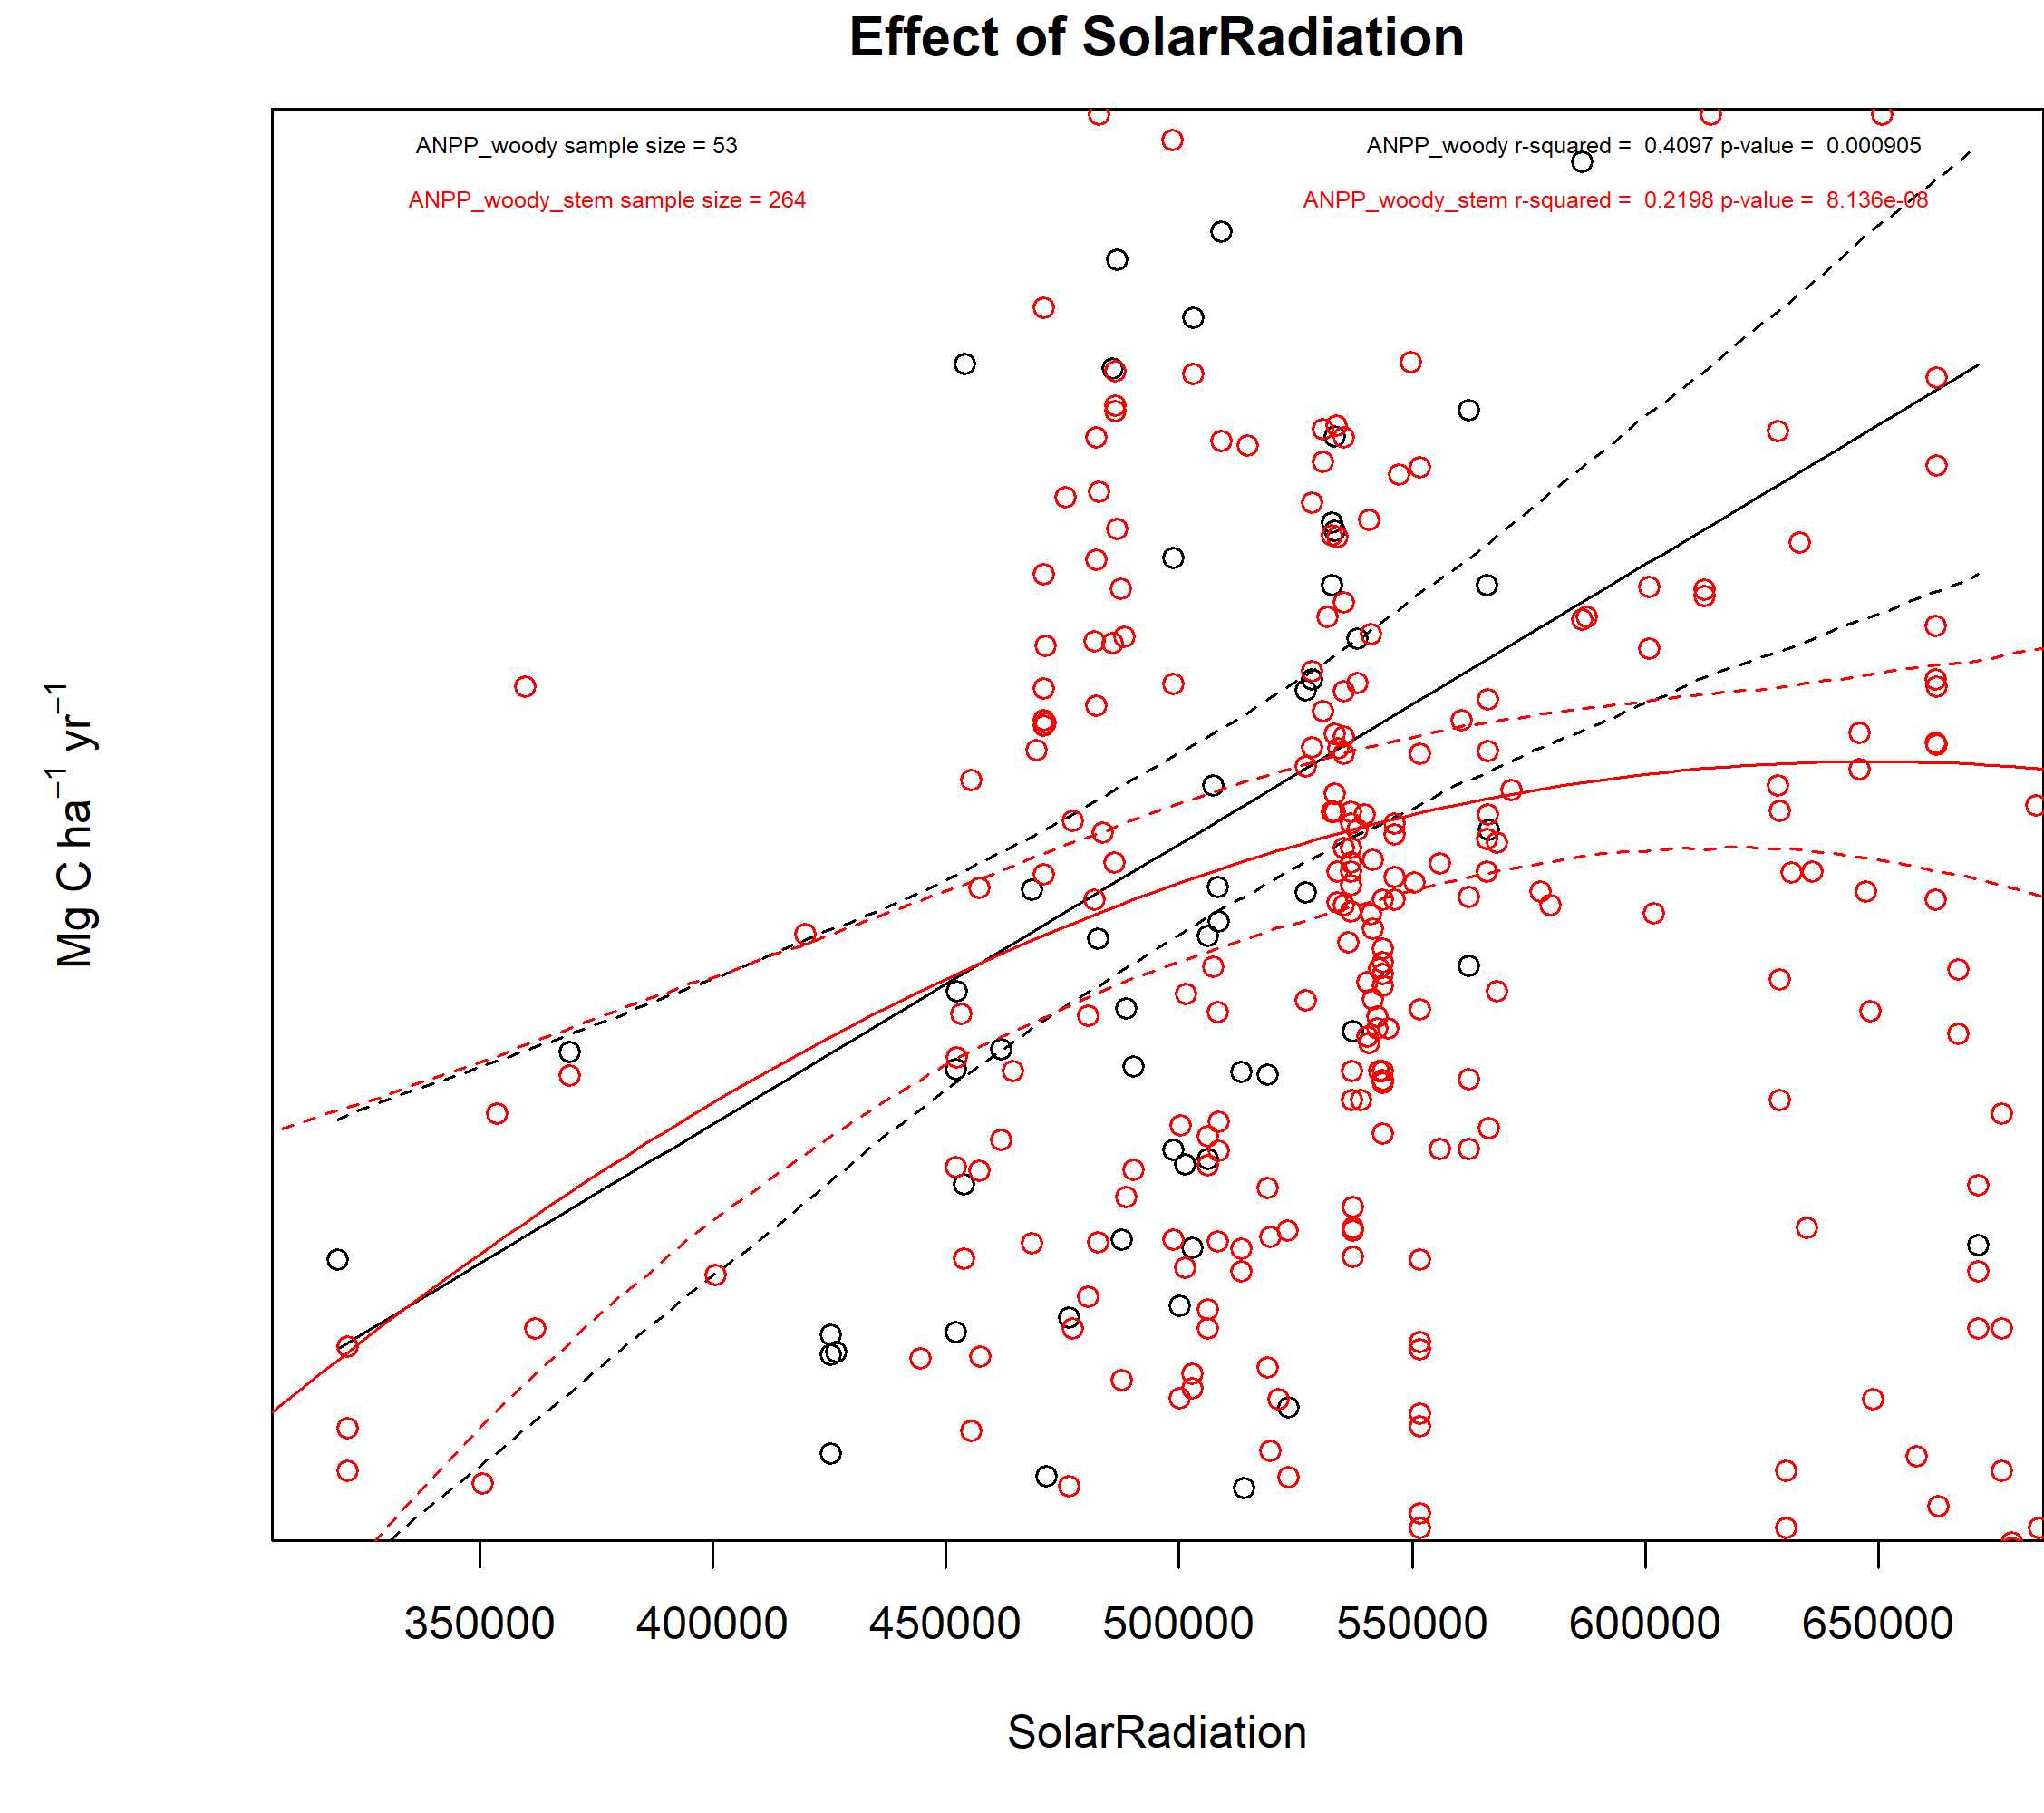 Effect of SolarRadiation
ANPP_woody sample size = 53
ANPP_woody r-squared = 0.4097 p-value = 0.000905
ANPP_woody_stem sample size = 264
ANPP_woody_stem r-squared = 0.2198 p-value = 8.136e-08
Mg C ha⁻¹ yr⁻¹
350000 400000 450000 500000 550000 600000 650000
SolarRadiation